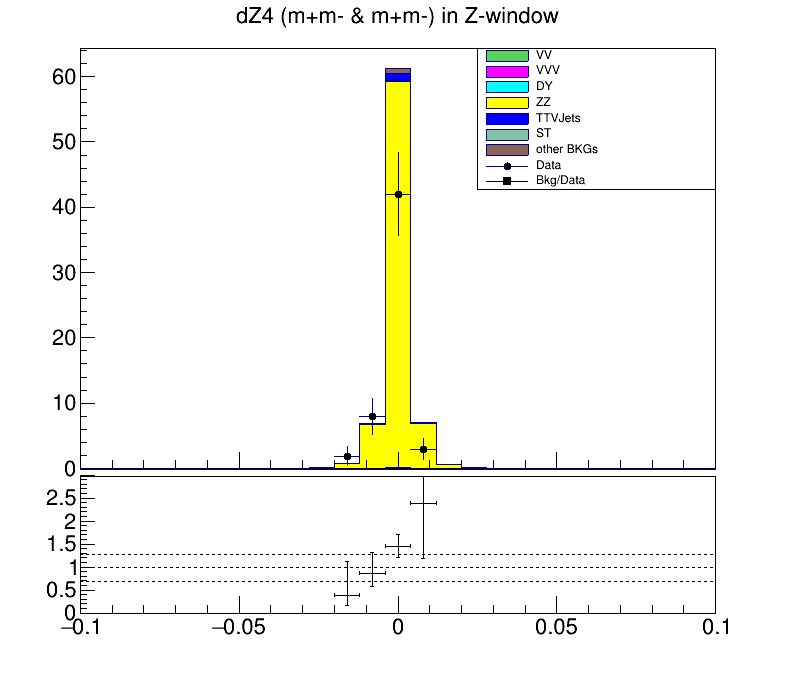 dZ4 (m+m- & m+m-) in Z-window
VV
VVV
DY
ZZ
TTVJets
ST
other BKGs
Data
Bkg/Data
60
50
40
30
20
10
0
2.5
2
1.5
1
0.5
0
−0.1 −0.05 0 0.05 0.1